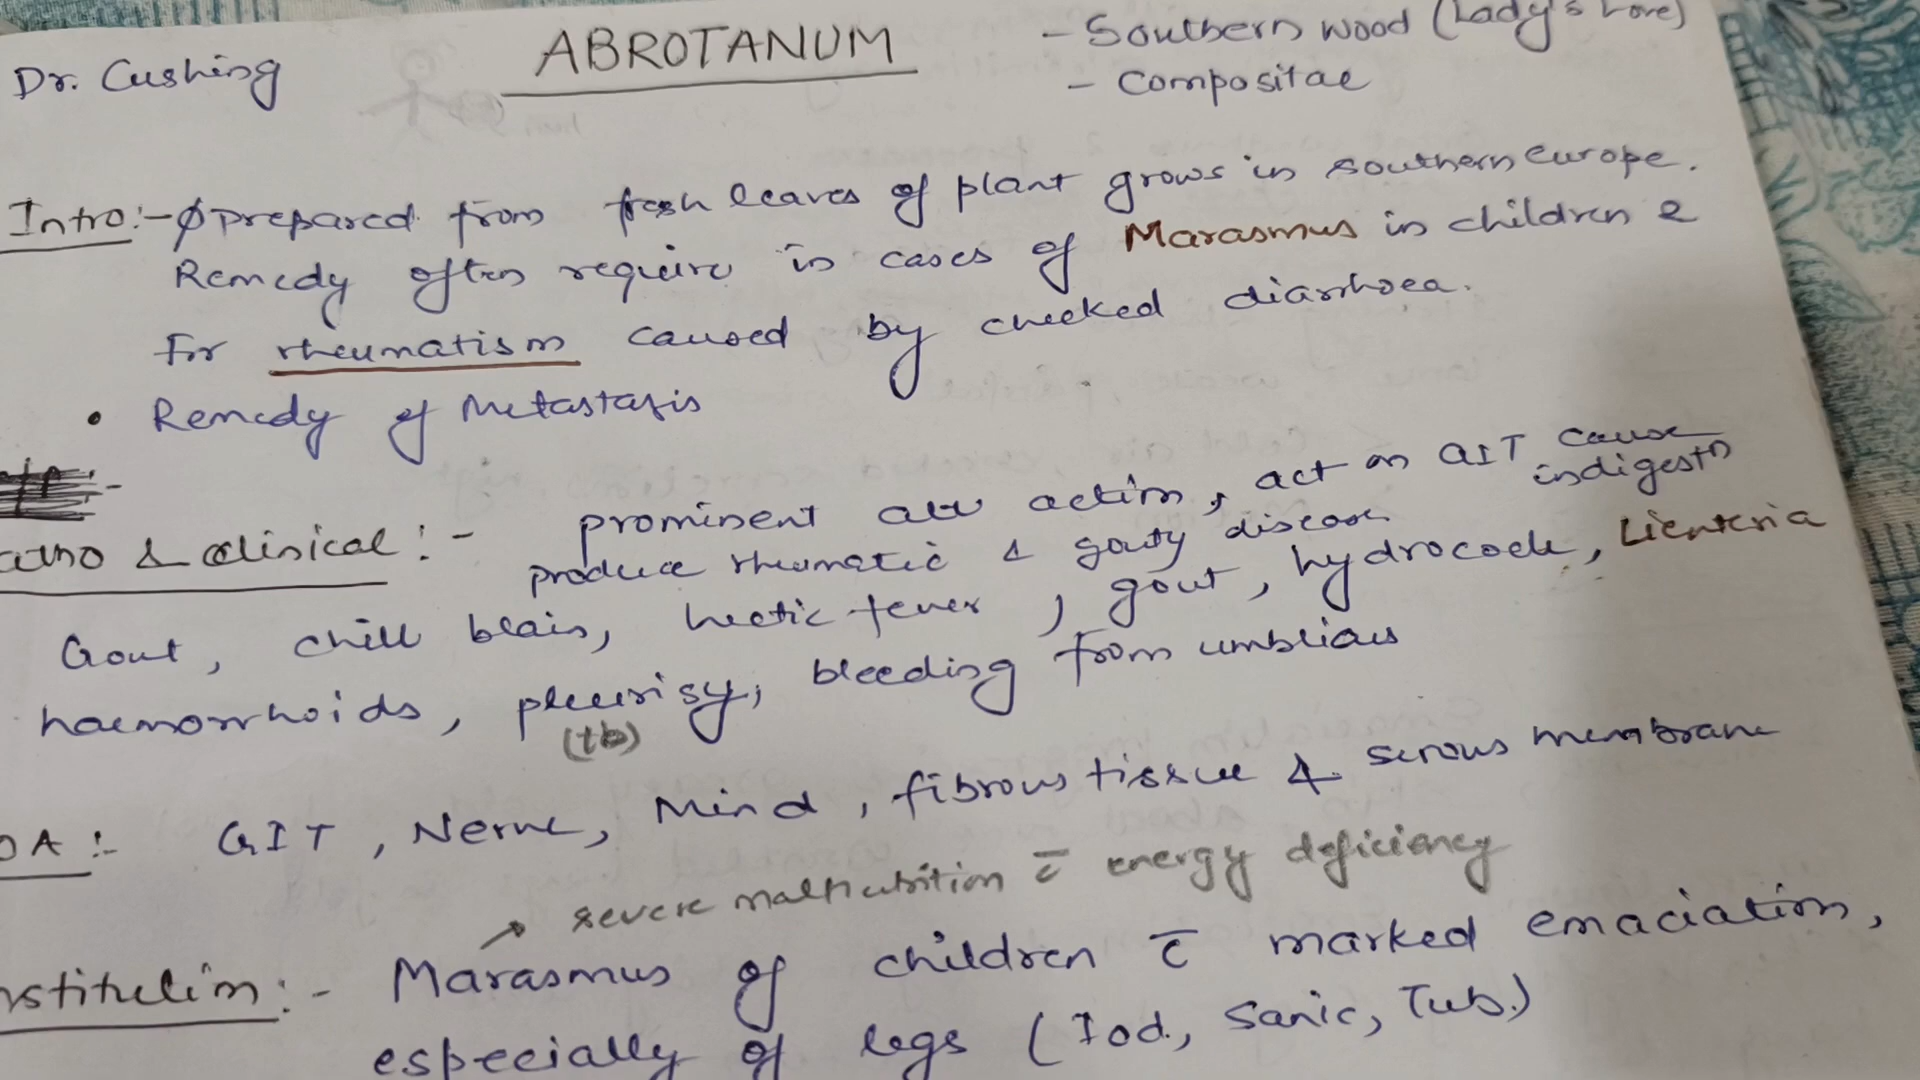 Dr. Cushing
ABROTANUM
- Southern wood (Lady's Love)
- Compositae
Intro:- φ prepared from fresh leaves of plant grows in southern europe.
Remedy often require in cases of Marasmus in children &
For rheumatism caused by checked diarrhoea.
• Remedy of Metastasis
atho & clinical :- prominent action, act on GIT cause indigestn
produce rheumatic & gouty disease
Gout, chill blain, hectic fever, gout, hydrocoele, Lienteria
haemorrhoids, pleurisy, bleeding from umblicus
(tb)
OA :- GIT, Nerve, Mind, fibrous tissue & serous membrane
→ severe malnutrition c̄ energy deficiency
nstitution :- Marasmus of children c̄ marked emaciation,
especially of legs (Iod., Sanic, Tub.)